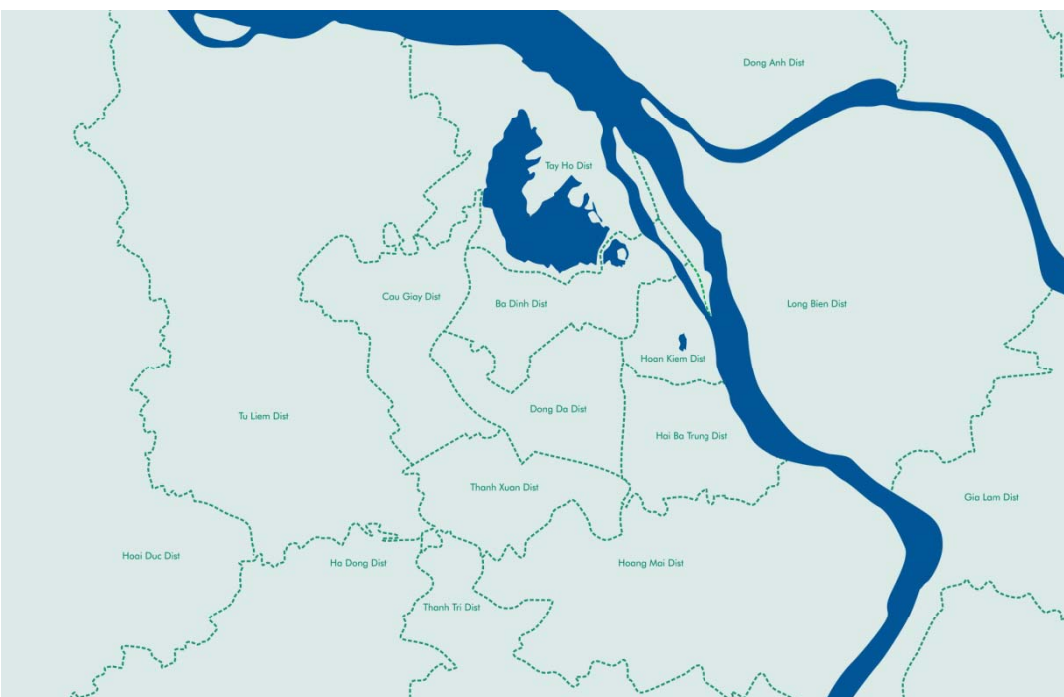 Dong Anh Dist
Tay Ho Dist
Cau Giay Dist
Ba Dinh Dist
Long Bien Dist
Hoan Kiem Dist
Tu Liem Dist
Dong Da Dist
Hai Ba Trung Dist
Thanh Xuan Dist
Gia Lam Dist
Hoai Duc Dist
Ha Dong Dist
Hoang Mai Dist
Thanh Tri Dist